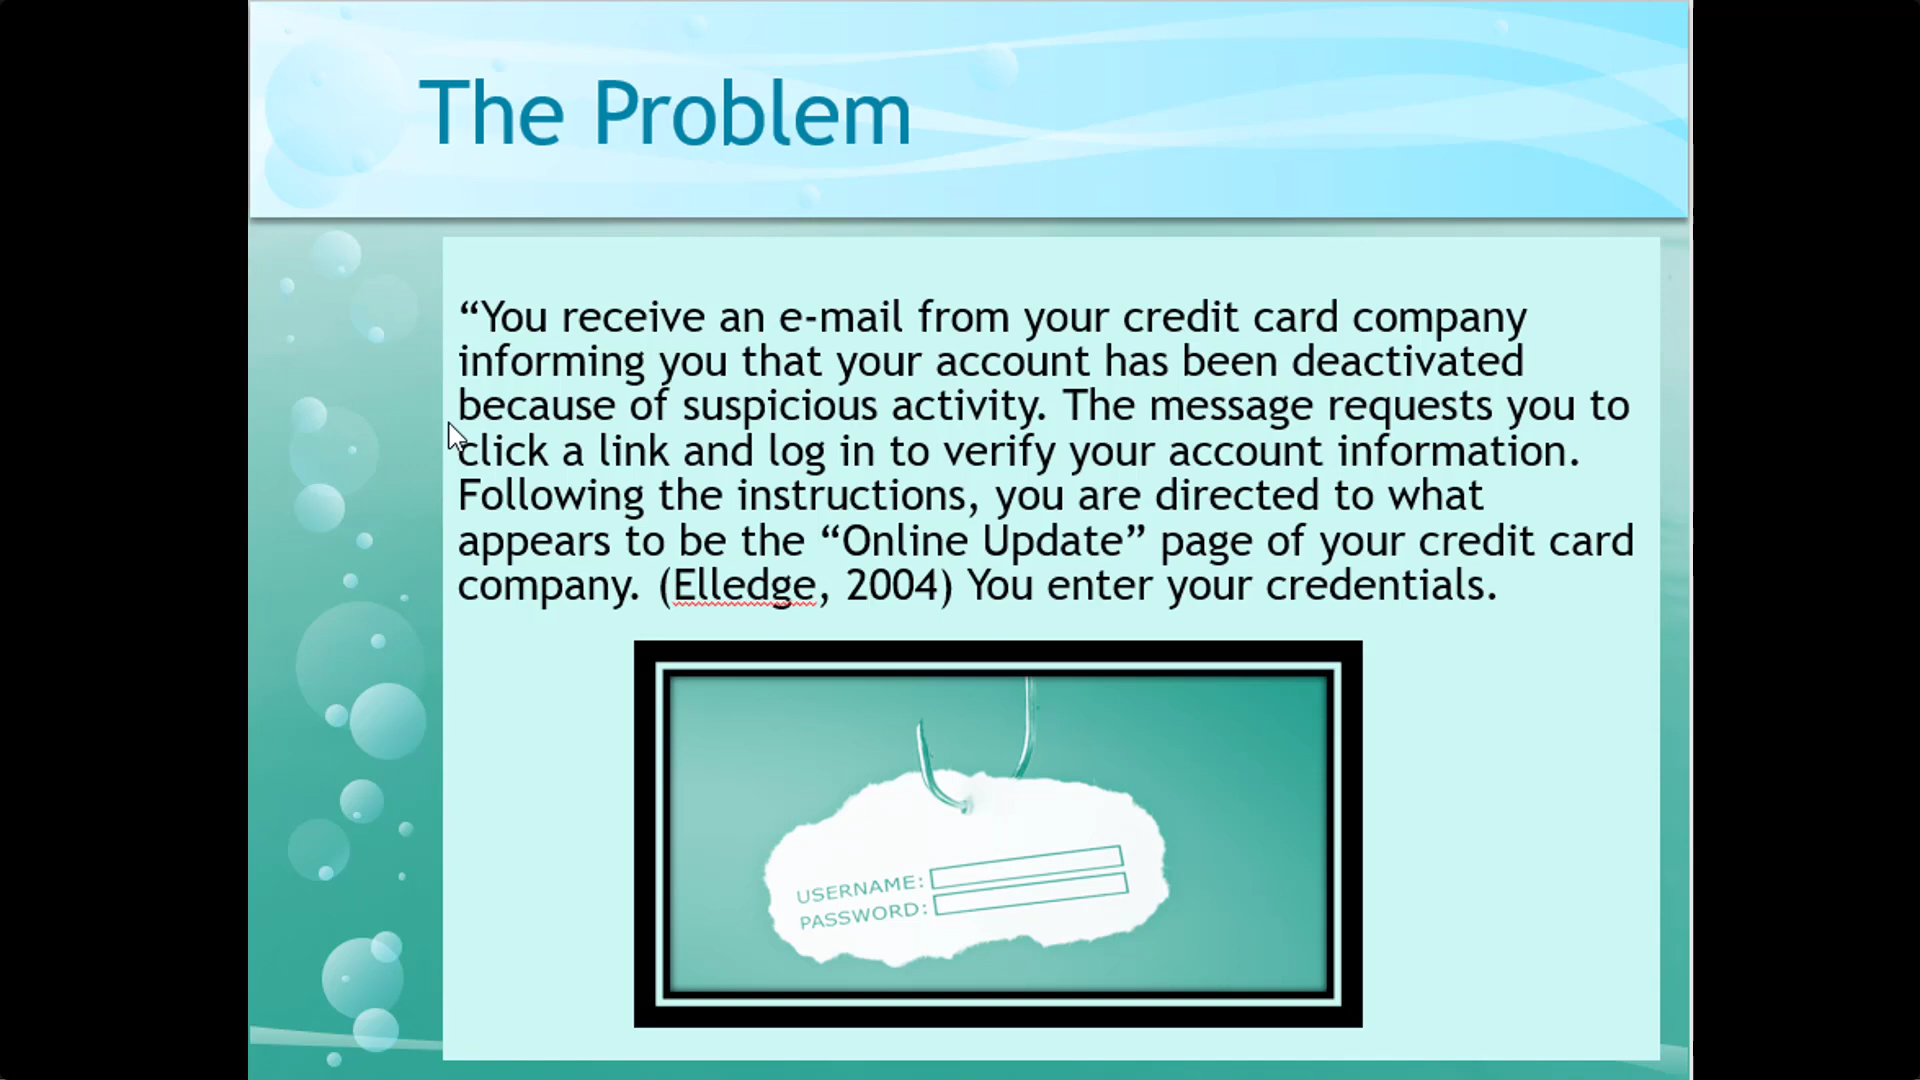 The Problem
“You receive an e-mail from your credit card company
informing you that your account has been deactivated
because of suspicious activity. The message requests you to
click a link and log in to verify your account information.
Following the instructions, you are directed to what
appears to be the “Online Update” page of your credit card
company. (Elledge, 2004) You enter your credentials.
USERNAME:
PASSWORD: